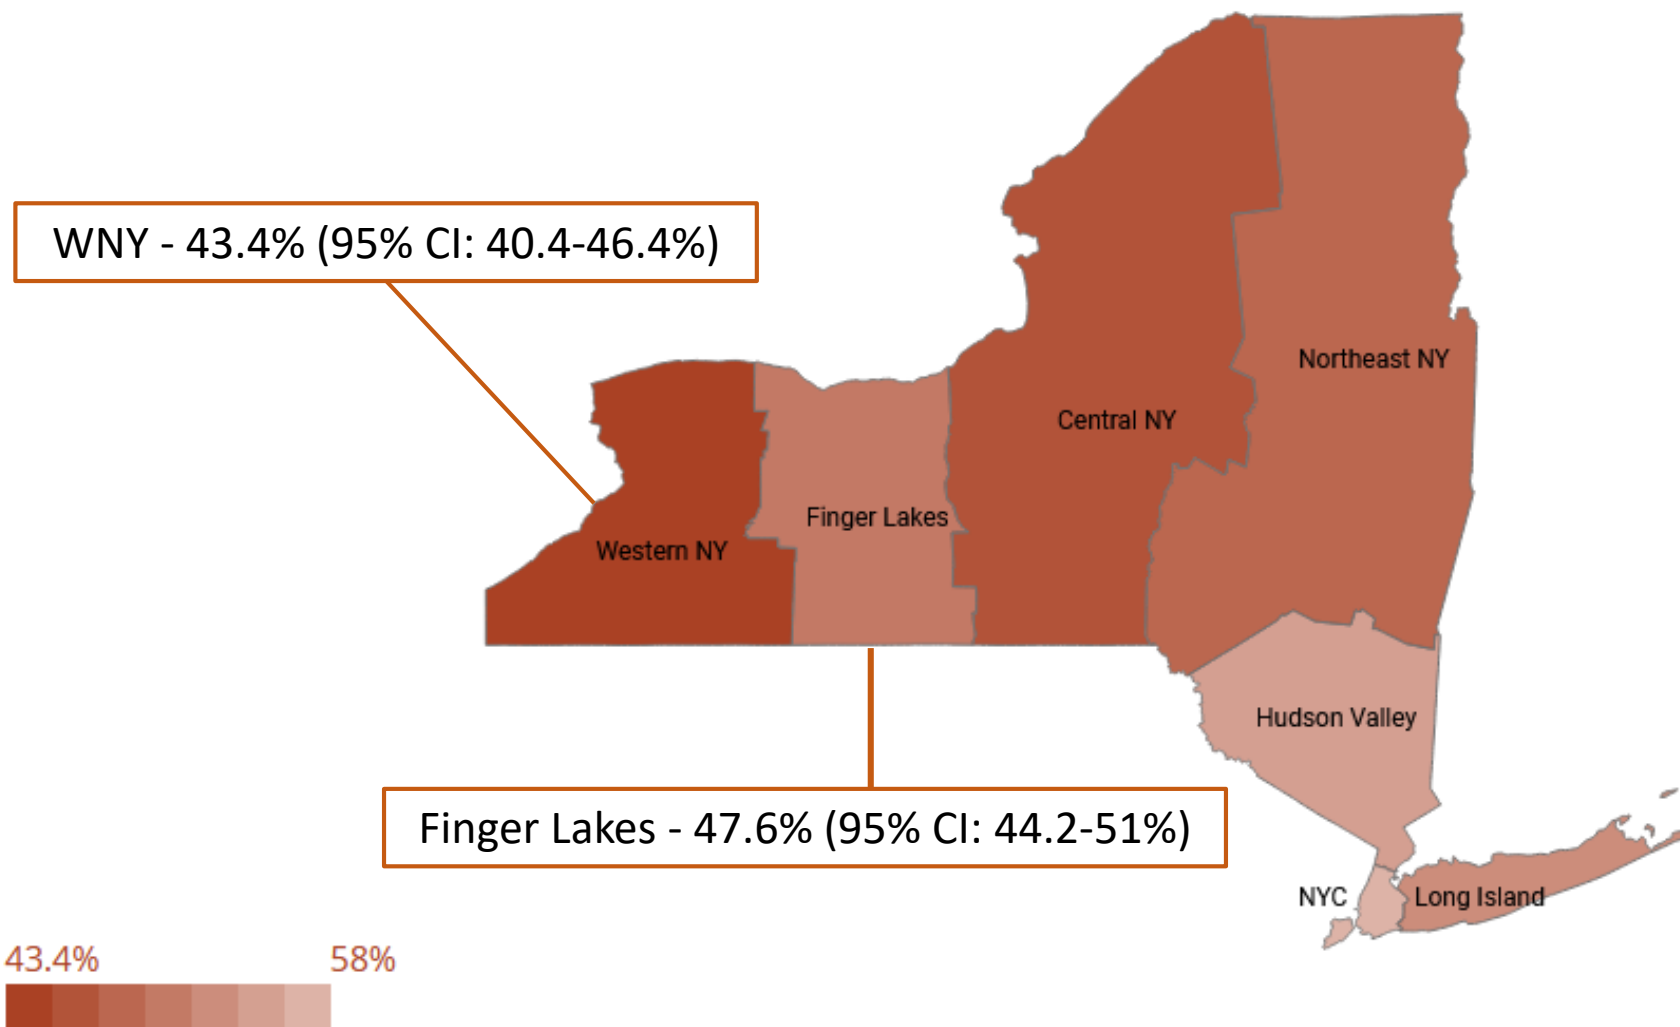 WNY - 43.4% (95% CI: 40.4-46.4%)
Northeast NY
Central NY
Finger Lakes
Western NY
Hudson Valley
Finger Lakes - 47.6% (95% CI: 44.2-51%)
NYC
Long Island
43.4%
58%